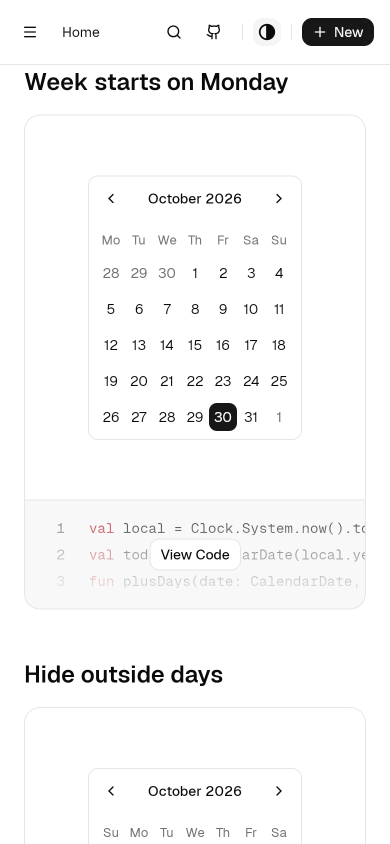 Home
New
Week starts on Monday
October 2026
Mo Tu We Th Fr Sa Su
28 29 30 1 2 3 4
5 6 7 8 9 10 11
12 13 14 15 16 17 18
19 20 21 22 23 24 25
26 27 28 29 30 31 1
1 val local = Clock.System.now().to
2 val (local.ye
View Code
3 fun plusDays(date: CalendarDate,
Hide outside days
October 2026
Su Mo Tu We Th Fr Sa